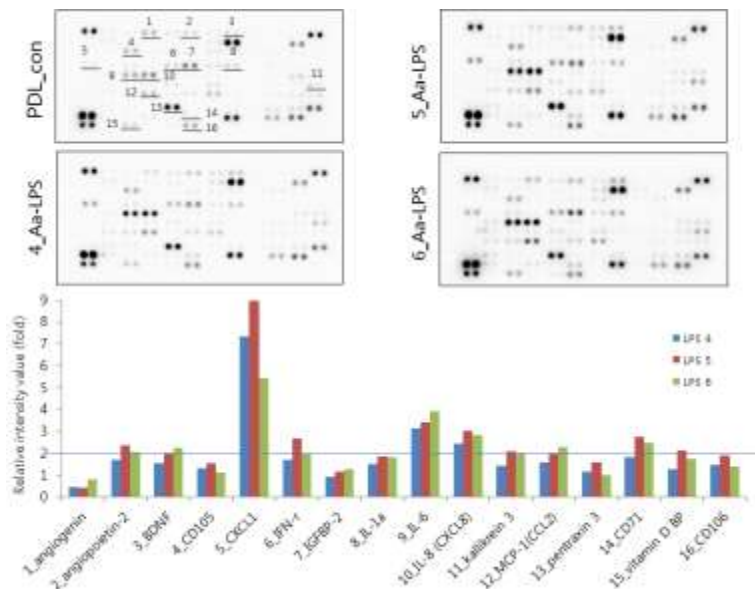 PDL_con
1 2 3
4
5 6 7 8
9 10 11
12
13 14
15 16
5_Aa-LPS
4_Aa-LPS
6_Aa-LPS
Relative intensity value (fold)
9
8
7
6
5
4
3
2
1
0
LPS 4
LPS 5
LPS 6
1_angiogenin
2_angiopoietin-2
3_BDNF
4_CD105
5_CXCL1
6_IFN-r
7_IGFBP-2
8_IL-1a
9_IL-6
10_IL-8 (CXCL8)
11_kallikrein 3
12_MCP-1(CCL2)
13_pentraxin 3
14_CD71
15_vitamin D BP
16_CD106